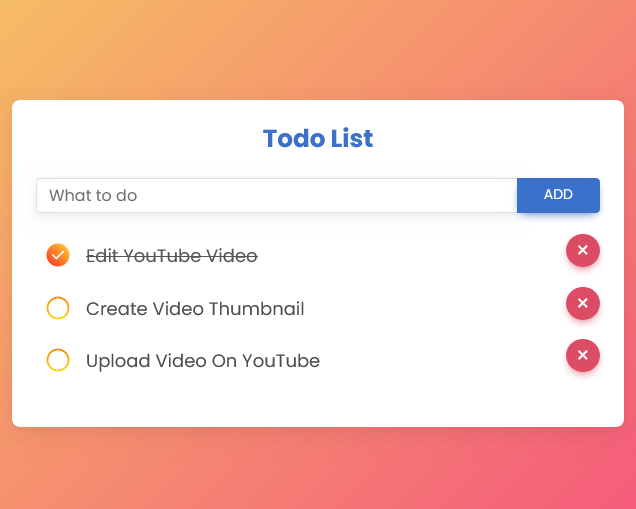 Todo List
What to do
ADD
Edit YouTube Video
Create Video Thumbnail
Upload Video On YouTube